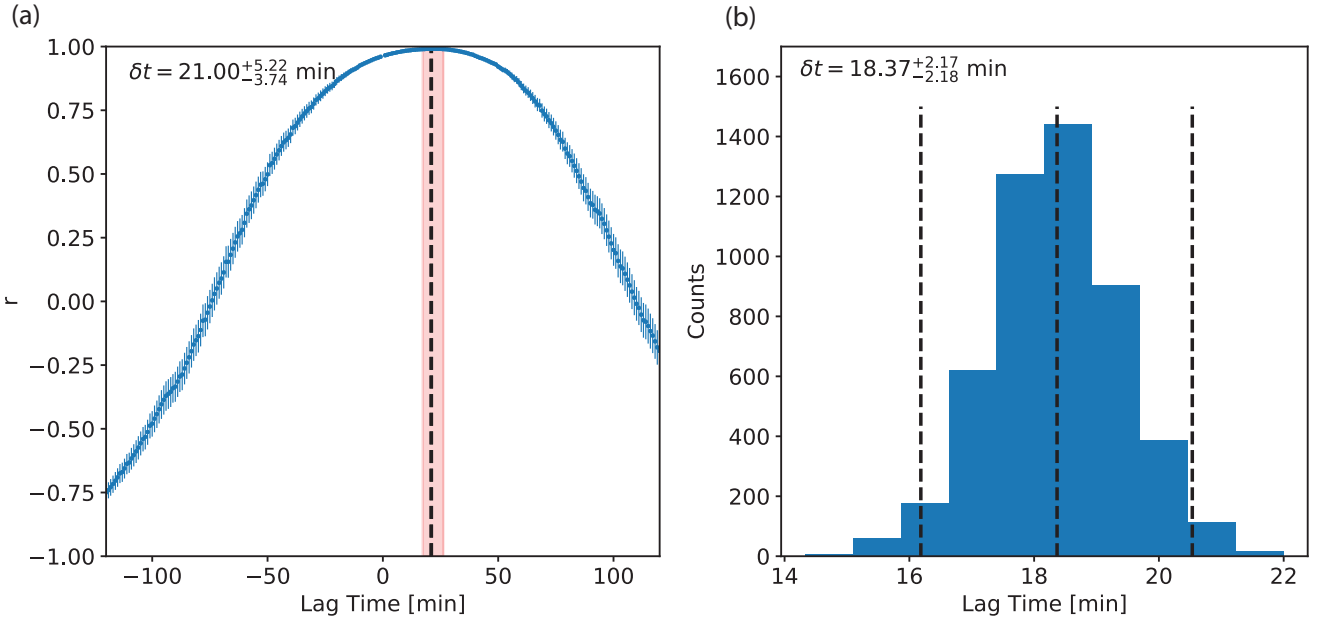 (a)
δt = 21.00 +5.22 −3.74 min
1.00
0.75
0.50
0.25
0.00
−0.25
−0.50
−0.75
−1.00
r
−100 −50 0 50 100
Lag Time [min]
(b)
δt = 18.37 +2.17 −2.18 min
1600
1400
1200
1000
800
600
400
200
0
Counts
14 16 18 20 22
Lag Time [min]